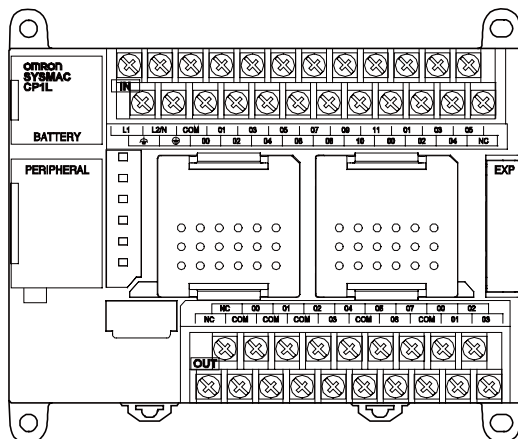 OMRON
SYSMAC
CP1L
IN
BATTERY
L1 L2/N COM 01 03 05 07 09 11 01 03 05
00 02 04 06 08 10 00 02 04 NC
PERIPHERAL
EXP
NC 00 01 02 04 05 07 00 02
NC COM COM COM 03 COM 06 COM 01 03
OUT